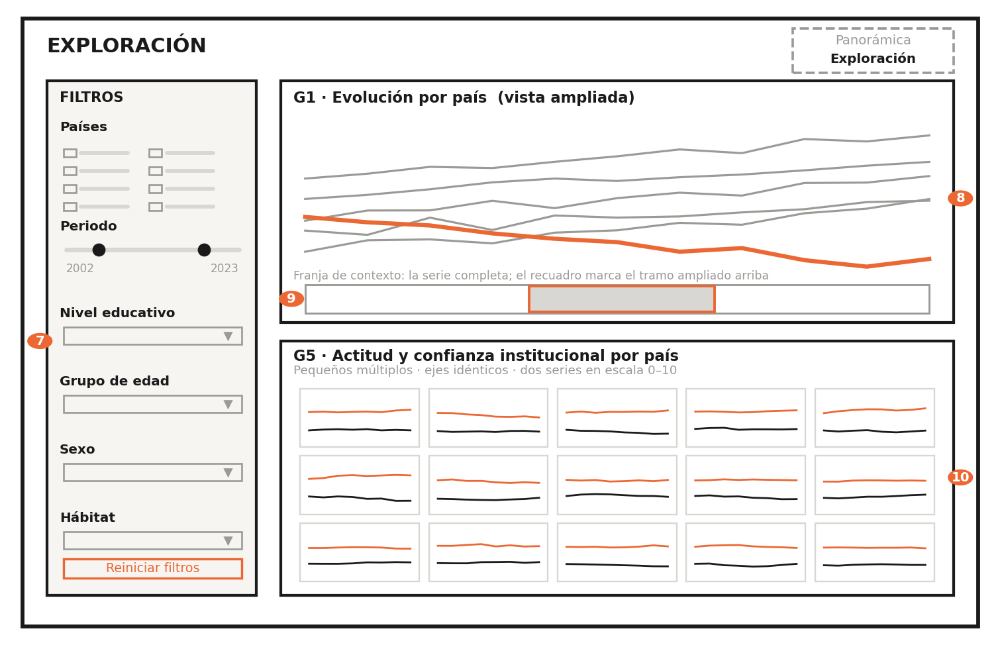 EXPLORACIÓN
Panorámica
Exploración
FILTROS
Países
Periodo
2002 2023
7
Nivel educativo
▼
Grupo de edad
▼
Sexo
▼
Hábitat
▼
Reiniciar filtros
G1 · Evolución por país (vista ampliada)
8
Franja de contexto: la serie completa; el recuadro marca el tramo ampliado arriba
9
G5 · Actitud y confianza institucional por país
Pequeños múltiplos · ejes idénticos · dos series en escala 0–10
10